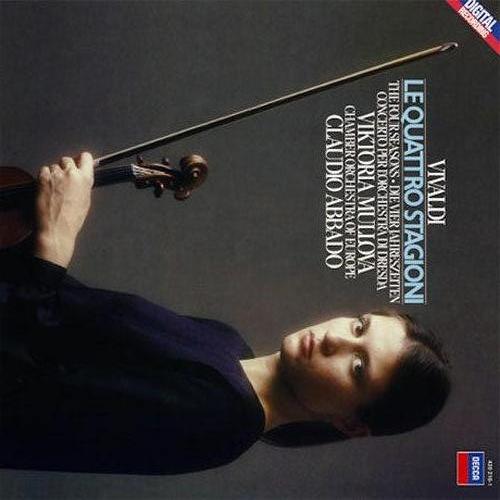 DIGITAL
RECORDING
VIVALDI
LE QUATTRO STAGIONI
THE FOUR SEASONS · DIE VIER JAHRESZEITEN
CONCERTO PER L'ORCHESTRA DI DRESDA
VIKTORIA MULLOVA
CHAMBER ORCHESTRA OF EUROPE
CLAUDIO ABBADO
DECCA